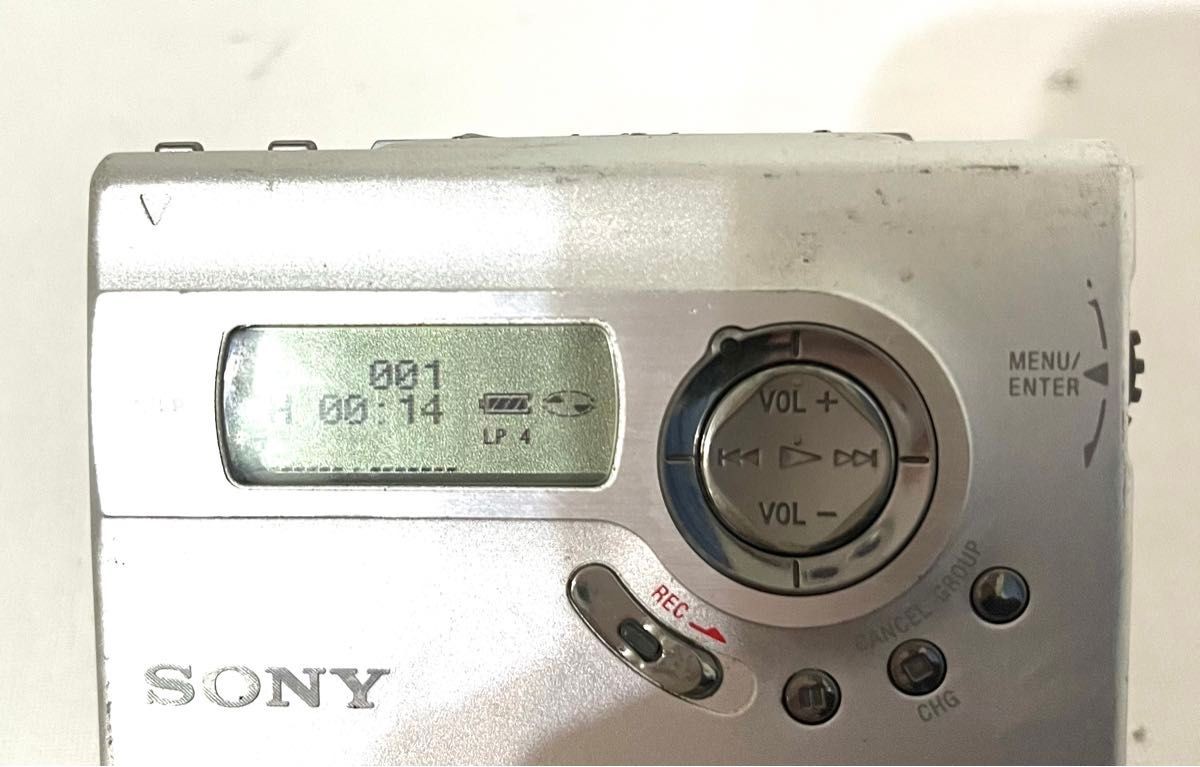 001
00:14
LP 4
VOL +
VOL −
MENU/
ENTER
REC
GROUP
CANCEL
CHG
SONY